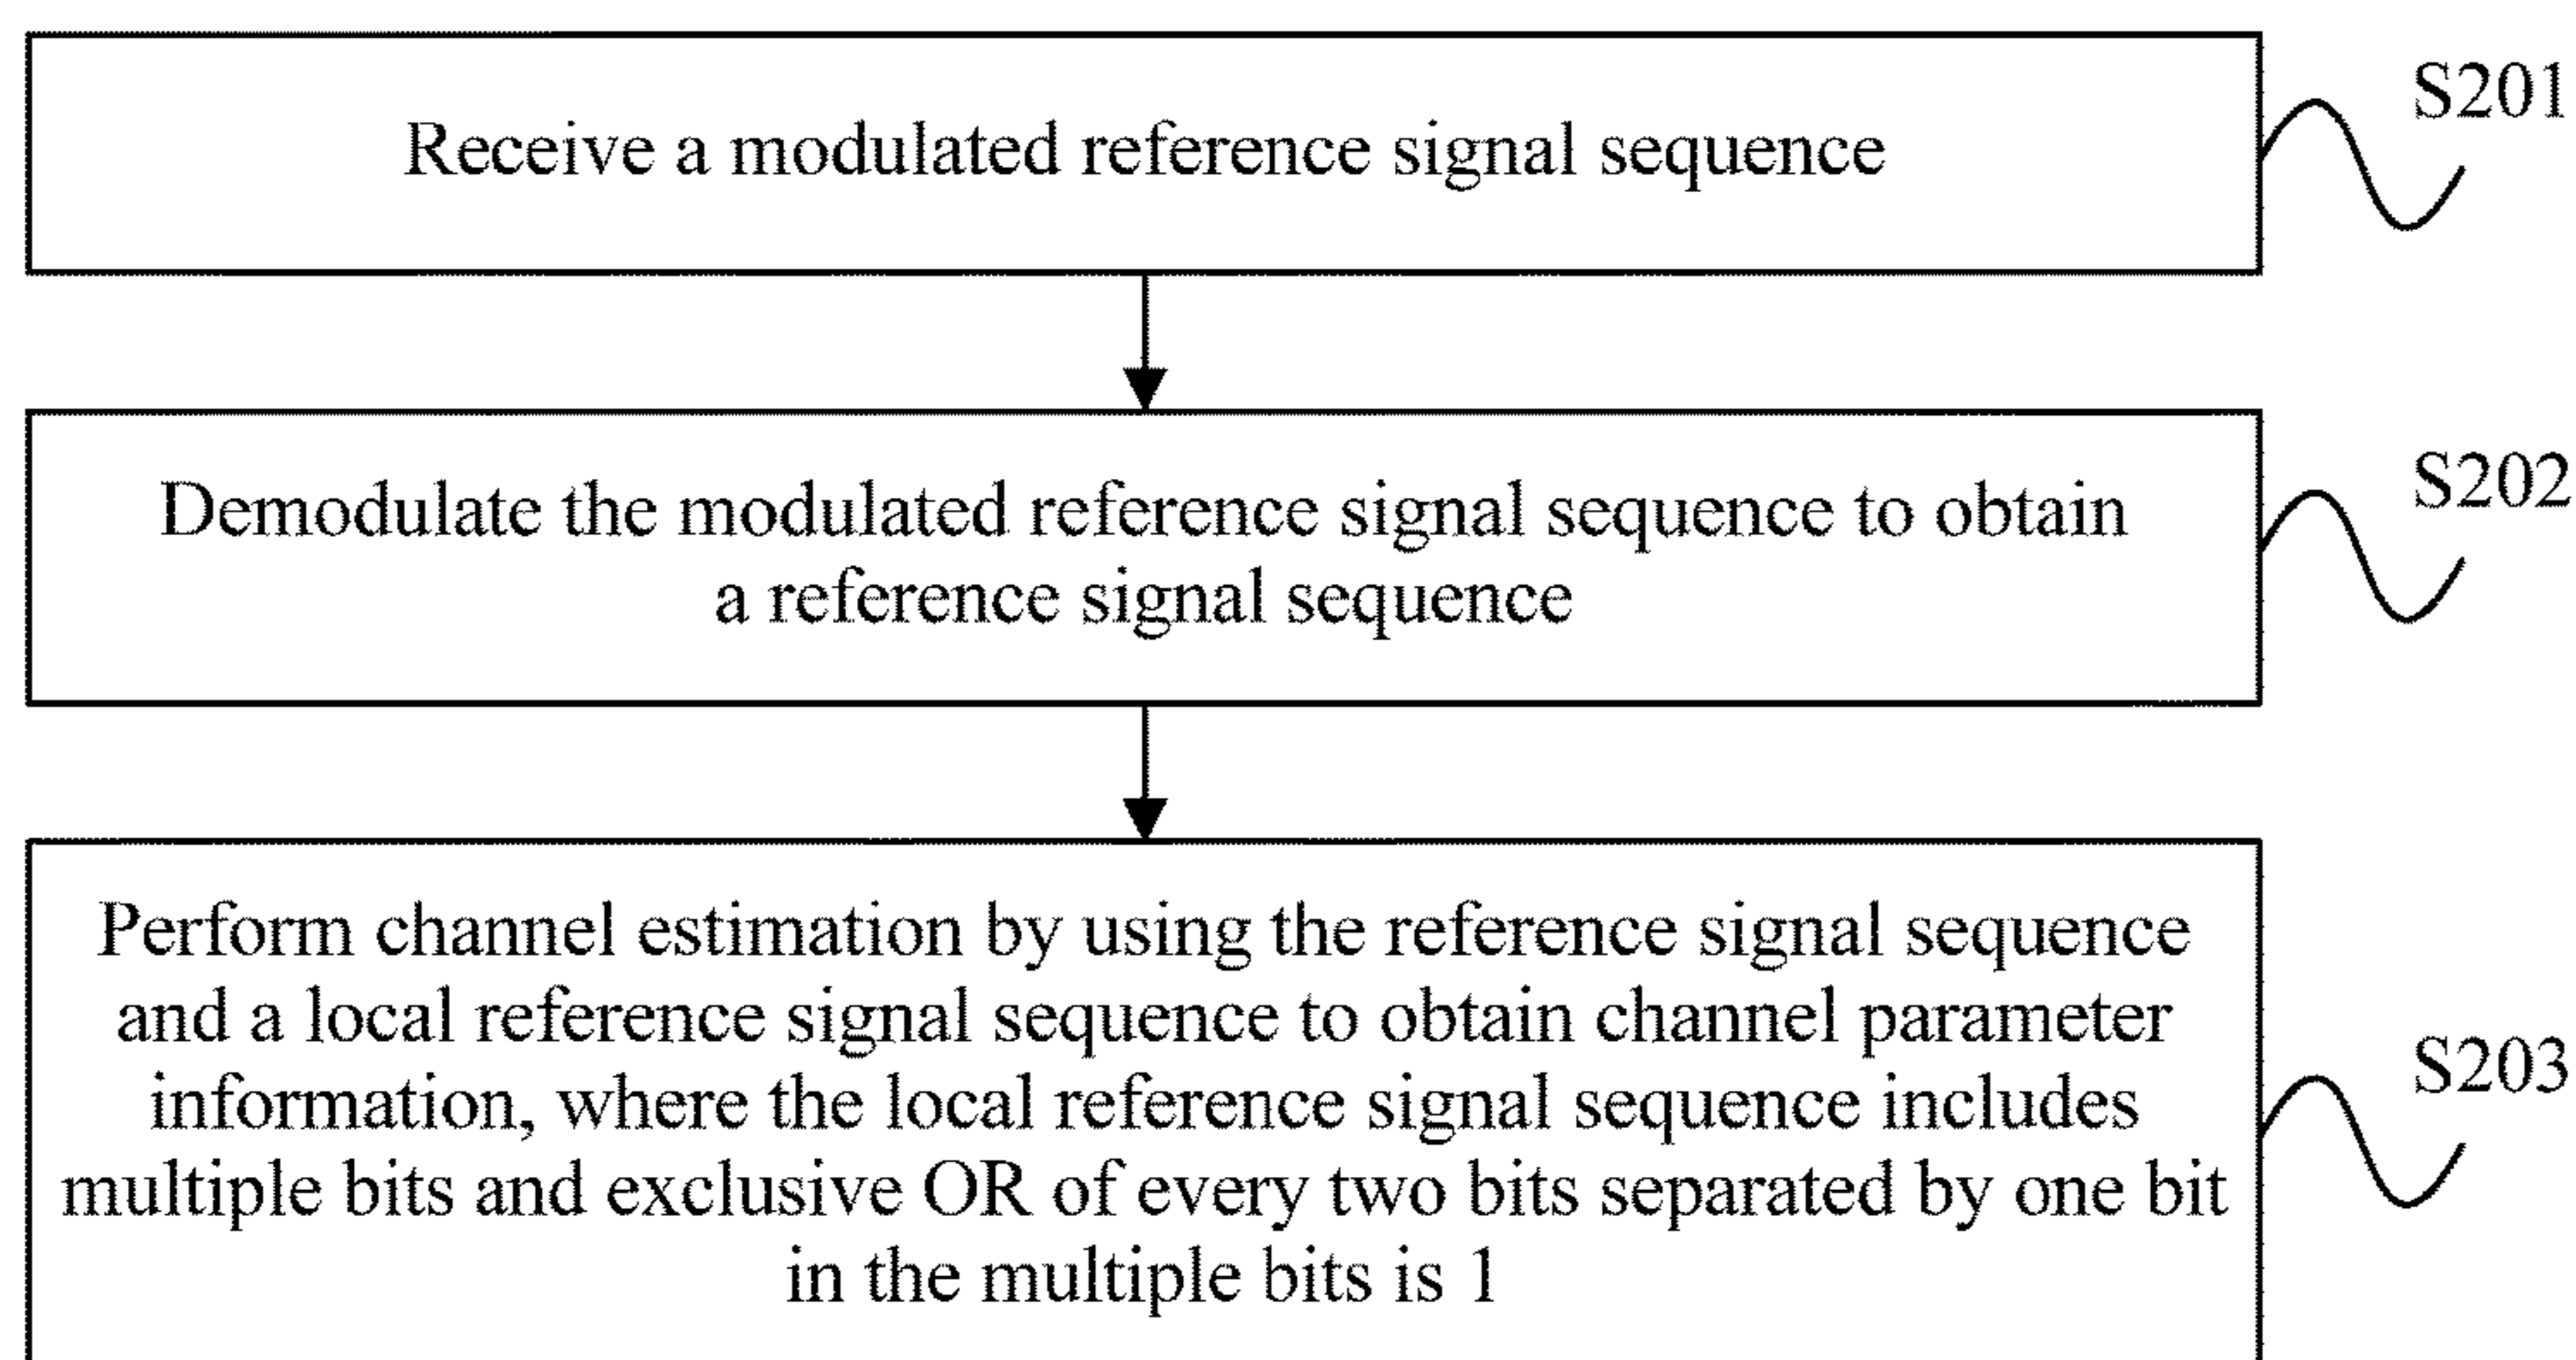 Receive a modulated reference signal sequence
S201
Demodulate the modulated reference signal sequence to obtain
a reference signal sequence
S202
Perform channel estimation by using the reference signal sequence
and a local reference signal sequence to obtain channel parameter
information, where the local reference signal sequence includes
multiple bits and exclusive OR of every two bits separated by one bit
in the multiple bits is 1
S203